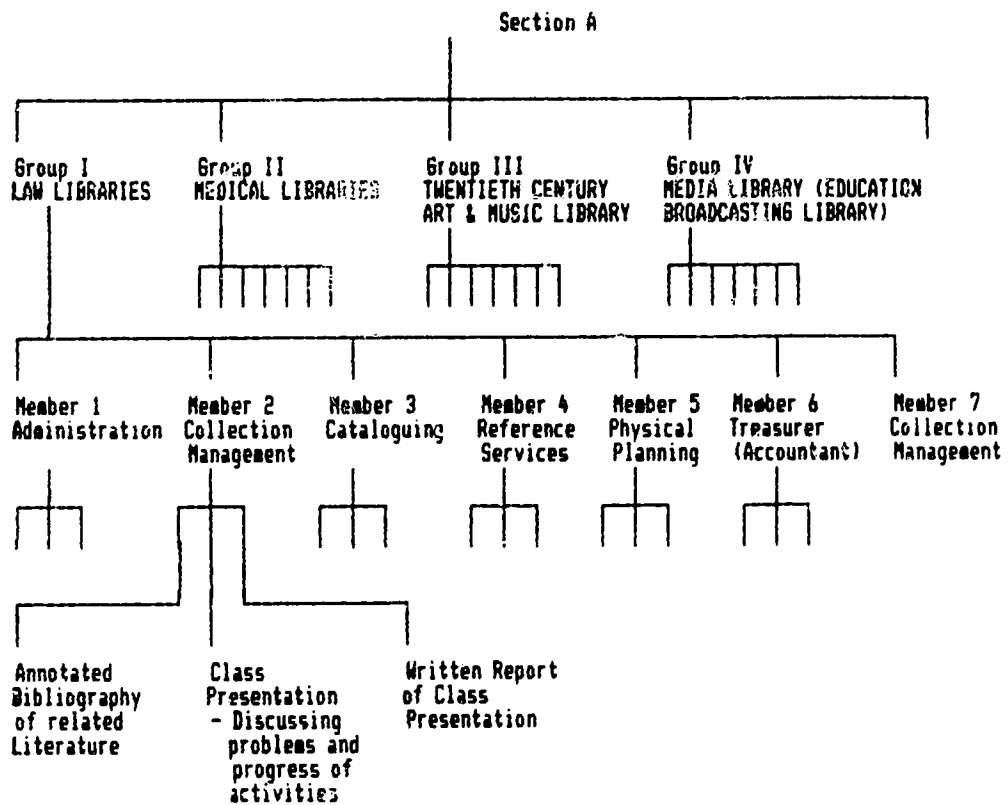 Section A
Group I
LAW LIBRARIES
Group II
MEDICAL LIBRARIES
Group III
TWENTIETH CENTURY
ART & MUSIC LIBRARY
Group IV
MEDIA LIBRARY (EDUCATION
BROADCASTING LIBRARY)
Member 1
Administration
Member 2
Collection
Management
Member 3
Cataloguing
Member 4
Reference
Services
Member 5
Physical
Planning
Member 6
Treasurer
(Accountant)
Member 7
Collection
Management
Annotated
Bibliography
of related
Literature
Class
Presentation
- Discussing
problems and
progress of
activities
Written Report
of Class
Presentation